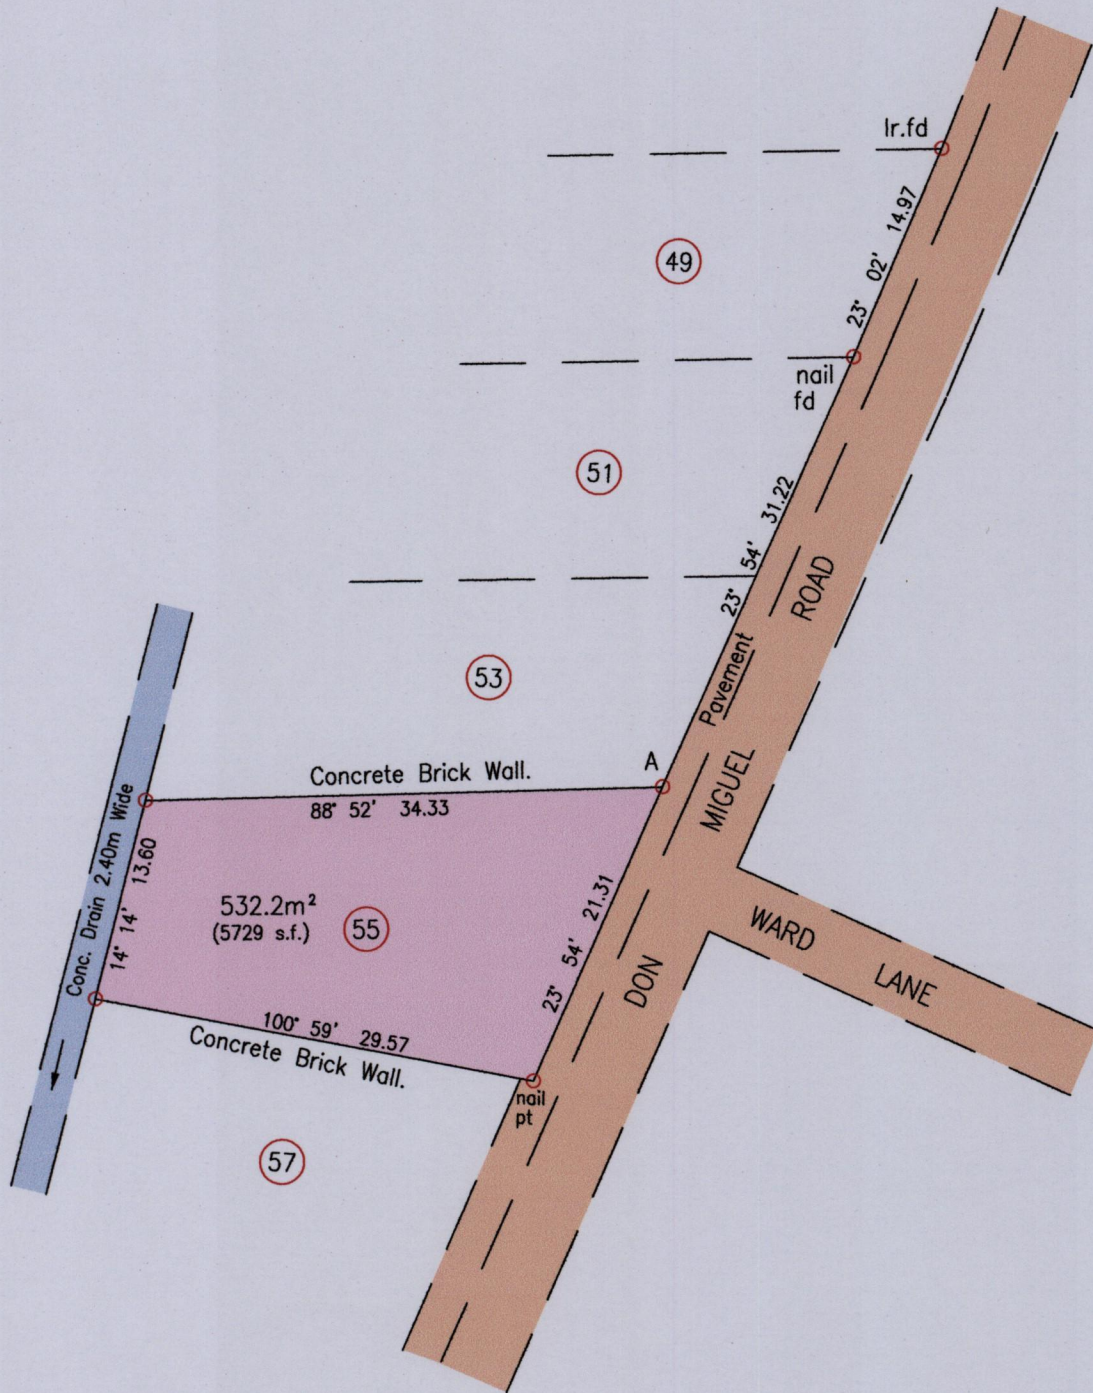 Ir.fd
23° 02' 14.97
49
nail
fd
51
23° 54' 31.22
ROAD
Pavement
53
MIGUEL
A
Concrete Brick Wall.
88° 52' 34.33
Conc. Drain 2.40m Wide
14° 14' 13.60
532.2m²
(5729 s.f.)
55
23° 54' 21.31
DON
WARD LANE
100° 59' 29.57
Concrete Brick Wall.
nail
pt
57